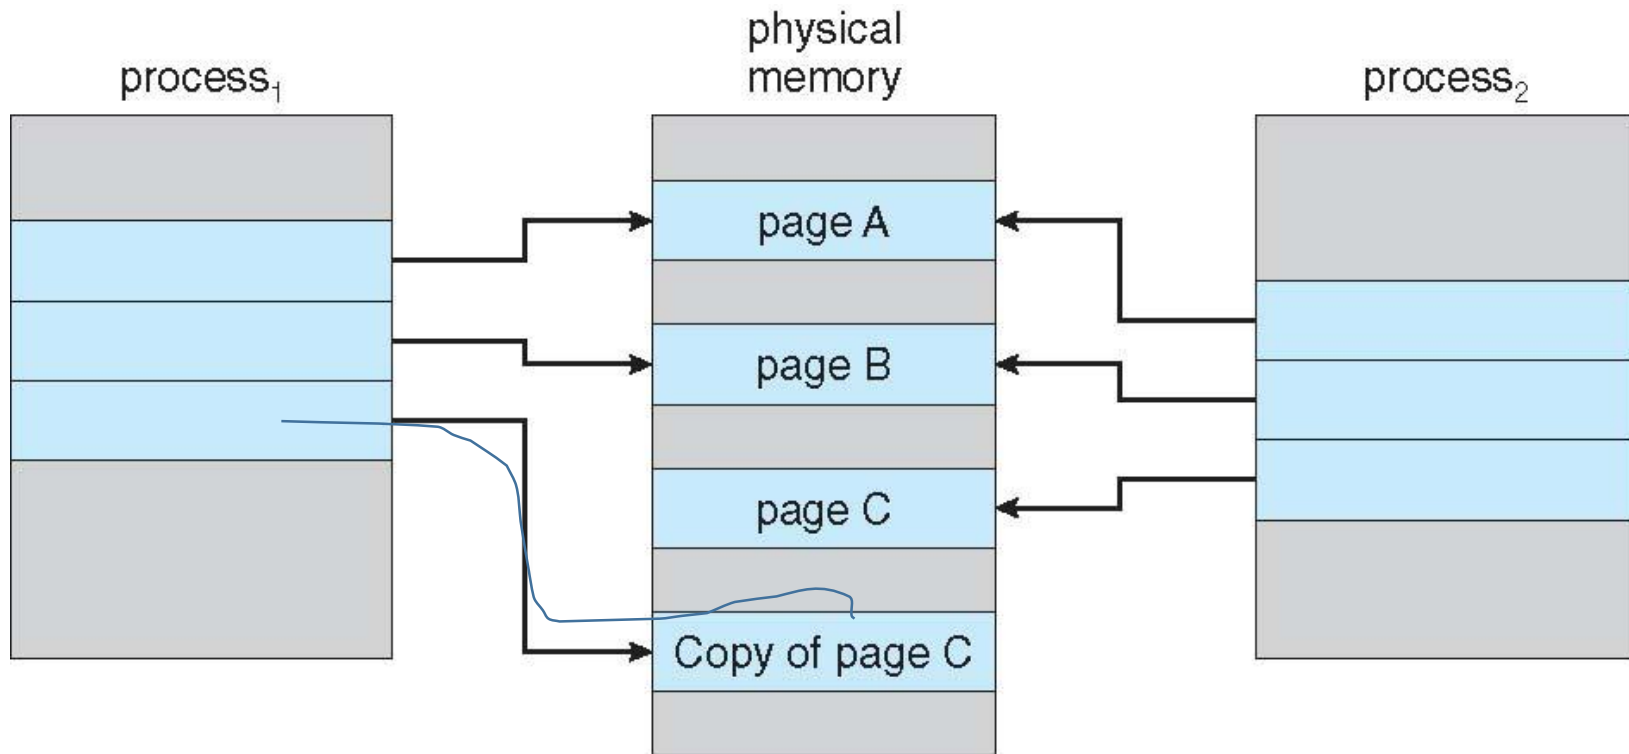 process₁
physical
memory
process₂
page A
page B
page C
Copy of page C